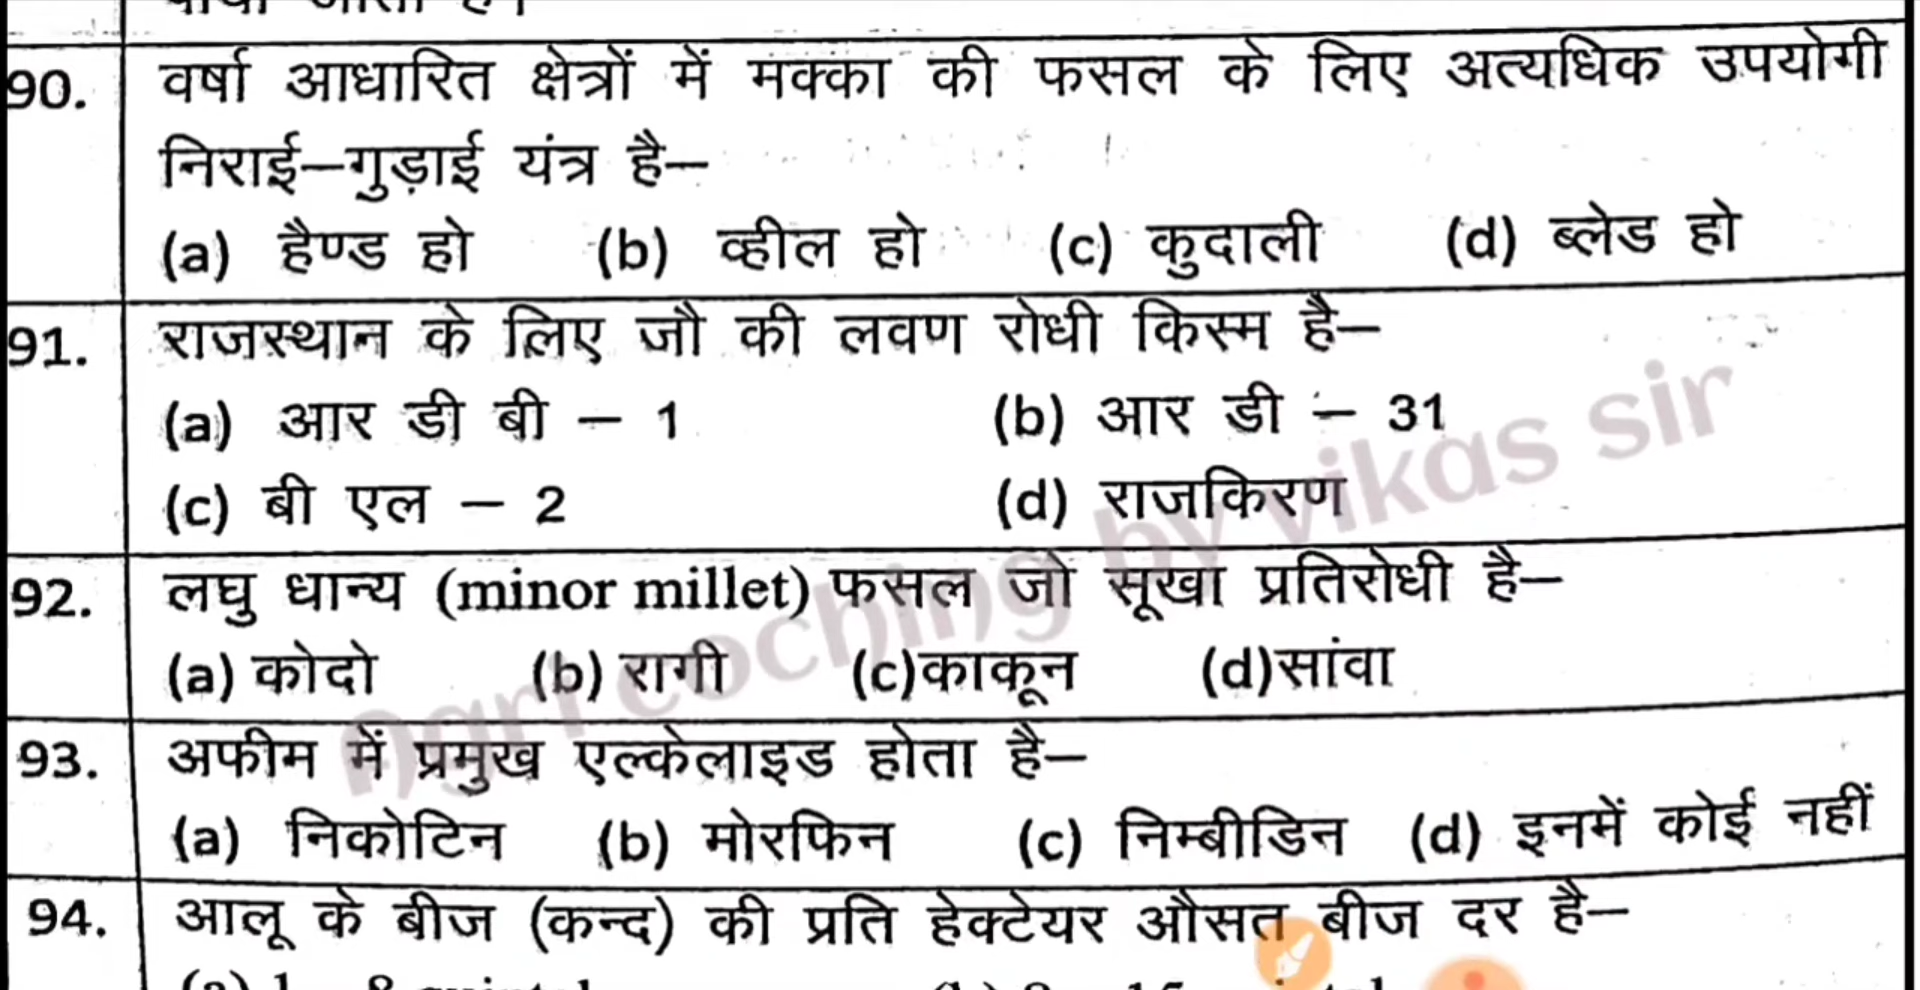 90. वर्षा आधारित क्षेत्रों में मक्का की फसल के लिए अत्यधिक उपयोगी
निराई–गुड़ाई यंत्र है–
(a) हैण्ड हो (b) व्हील हो (c) कुदाली (d) ब्लेड हो
91. राजस्थान के लिए जौ की लवण रोधी किस्म है–
(a) आर डी बी – 1 (b) आर डी – 31
(c) बी एल – 2 (d) राजकिरण
92. लघु धान्य (minor millet) फसल जो सूखा प्रतिरोधी है–
(a) कोदो (b) रागी (c)काकून (d)सांवा
93. अफीम में प्रमुख एल्केलाइड होता है–
(a) निकोटिन (b) मोरफिन (c) निम्बीडिन (d) इनमें कोई नहीं
94. आलू के बीज (कन्द) की प्रति हेक्टेयर औसत बीज दर है–
Agri coching by vikas sir